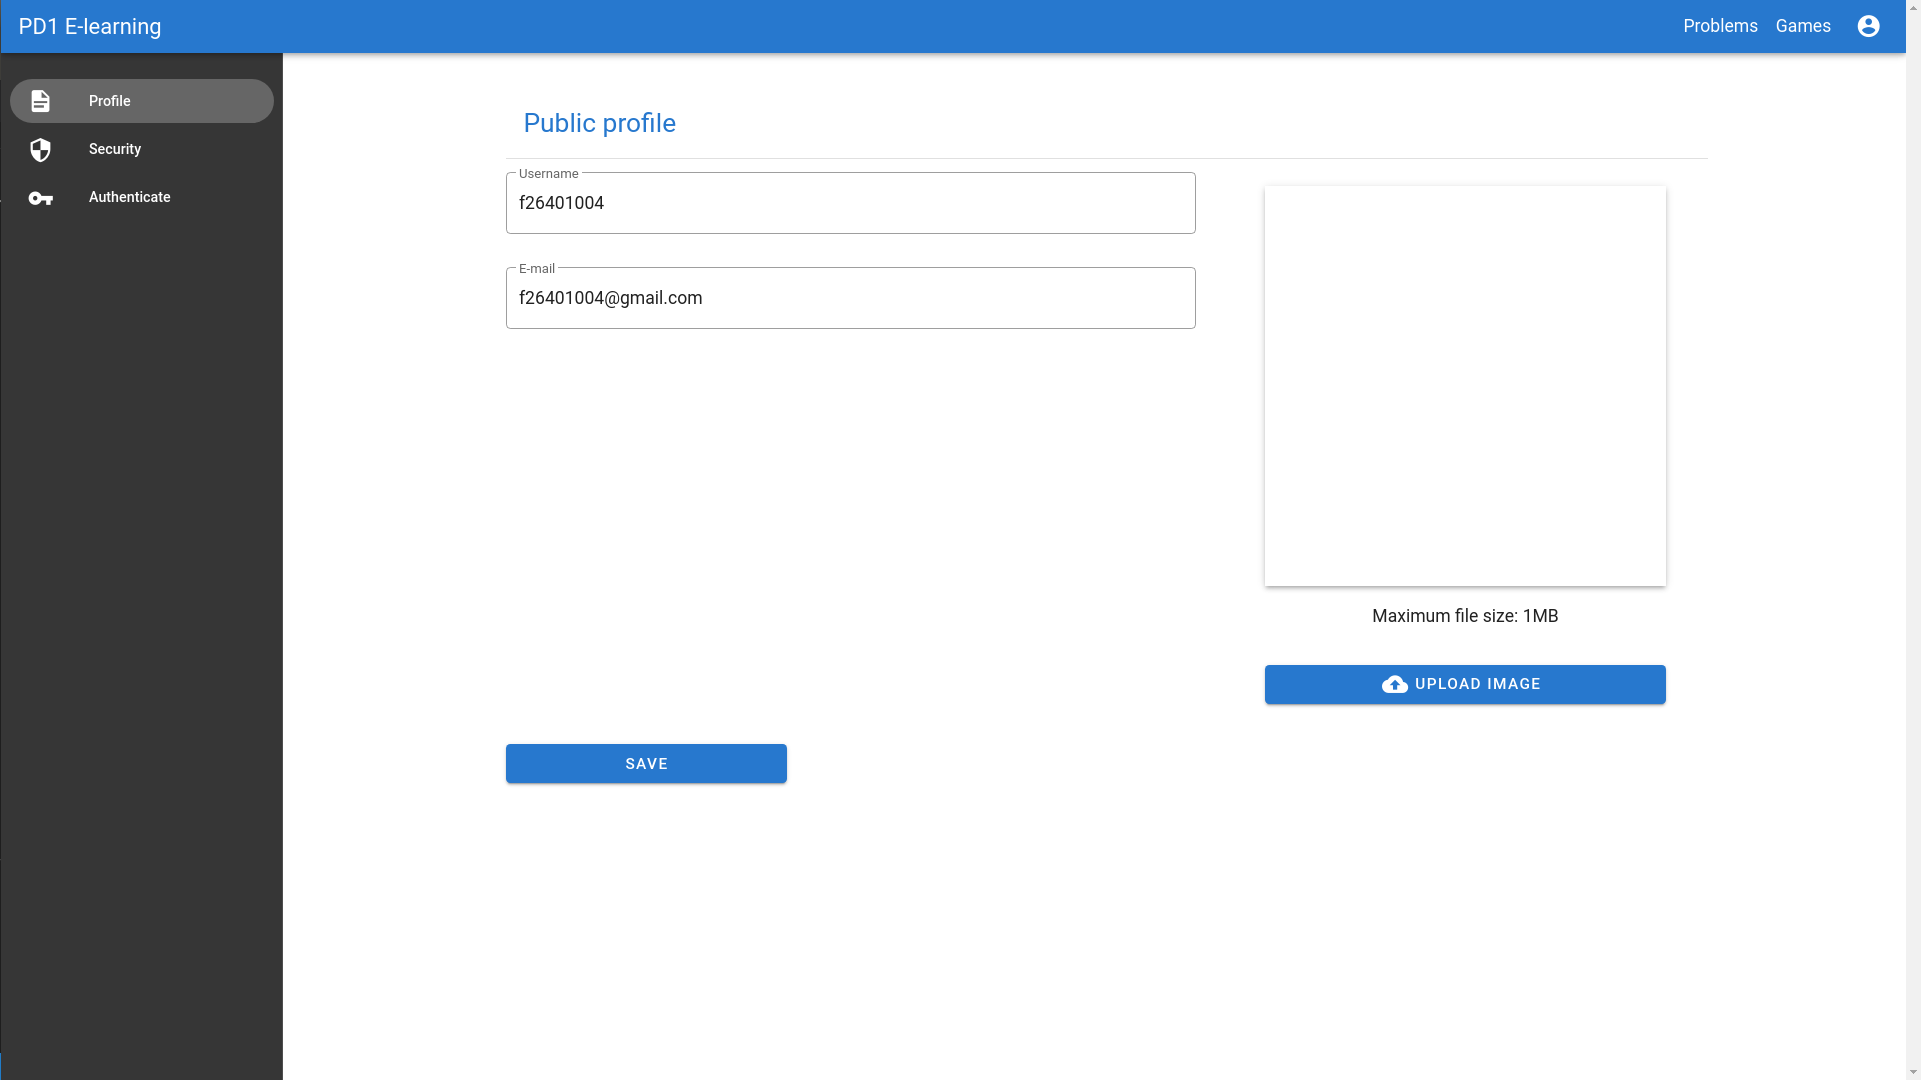 PD1 E-learning
Problems
Games
Profile
Security
Authenticate
Public profile
Username
f26401004
E-mail
f26401004@gmail.com
Maximum file size: 1MB
UPLOAD IMAGE
SAVE